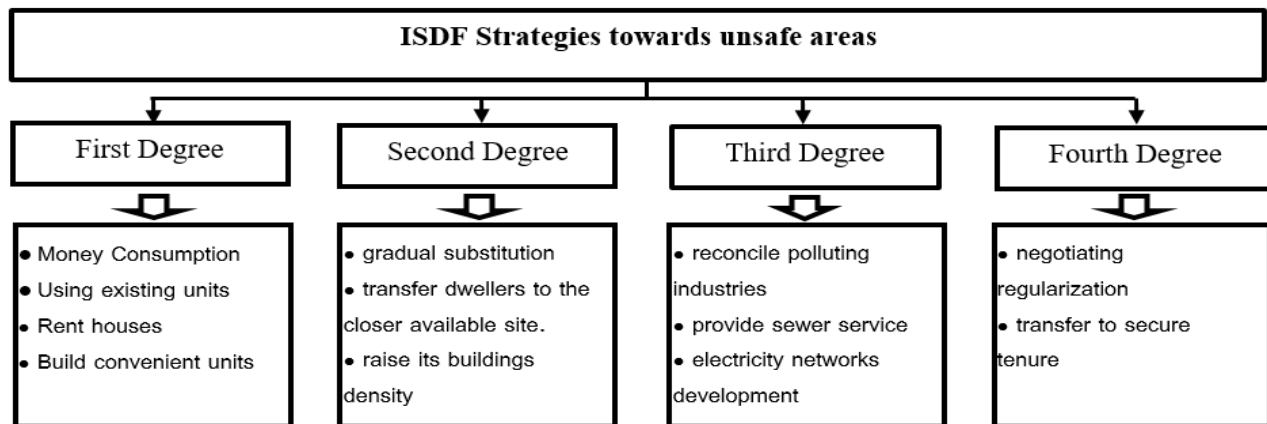 ISDF Strategies towards unsafe areas
First Degree
Second Degree
Third Degree
Fourth Degree
● Money Consumption
● Using existing units
● Rent houses
● Build convenient units
● gradual substitution
● transfer dwellers to the
closer available site.
● raise its buildings
density
● reconcile polluting
industries
● provide sewer service
● electricity networks
development
● negotiating
regularization
● transfer to secure
tenure